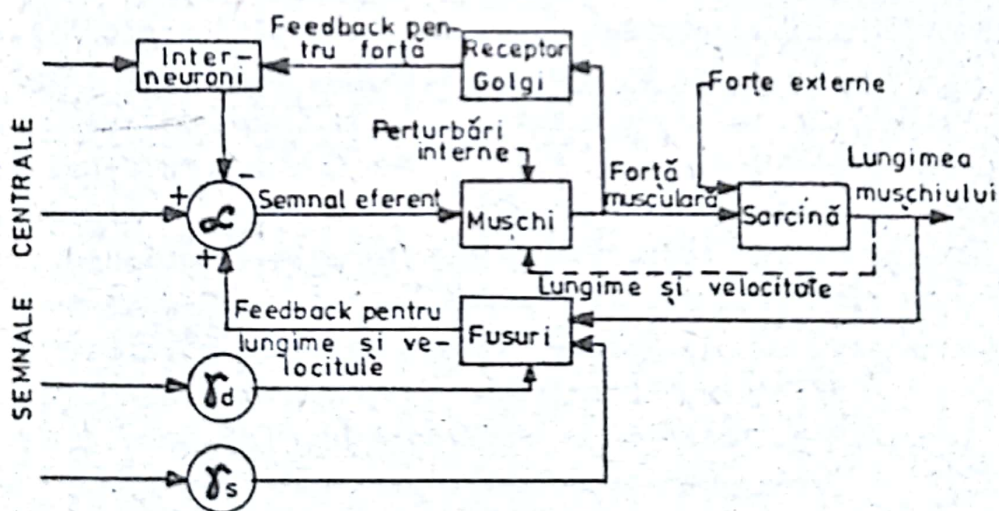 Feedback pen-
tru forță
Inter-
neuroni
Receptor
Golgi
Forțe externe
Perturbări
interne
Lungimea
mușchiului
SEMNALE CENTRALE
+
-
α
+
Semnal eferent
Mușchi
Forță
musculară
Sarcină
Lungime și velocitate
Feedback pentru
lungime și ve-
locitate
Fusuri
γd
γs